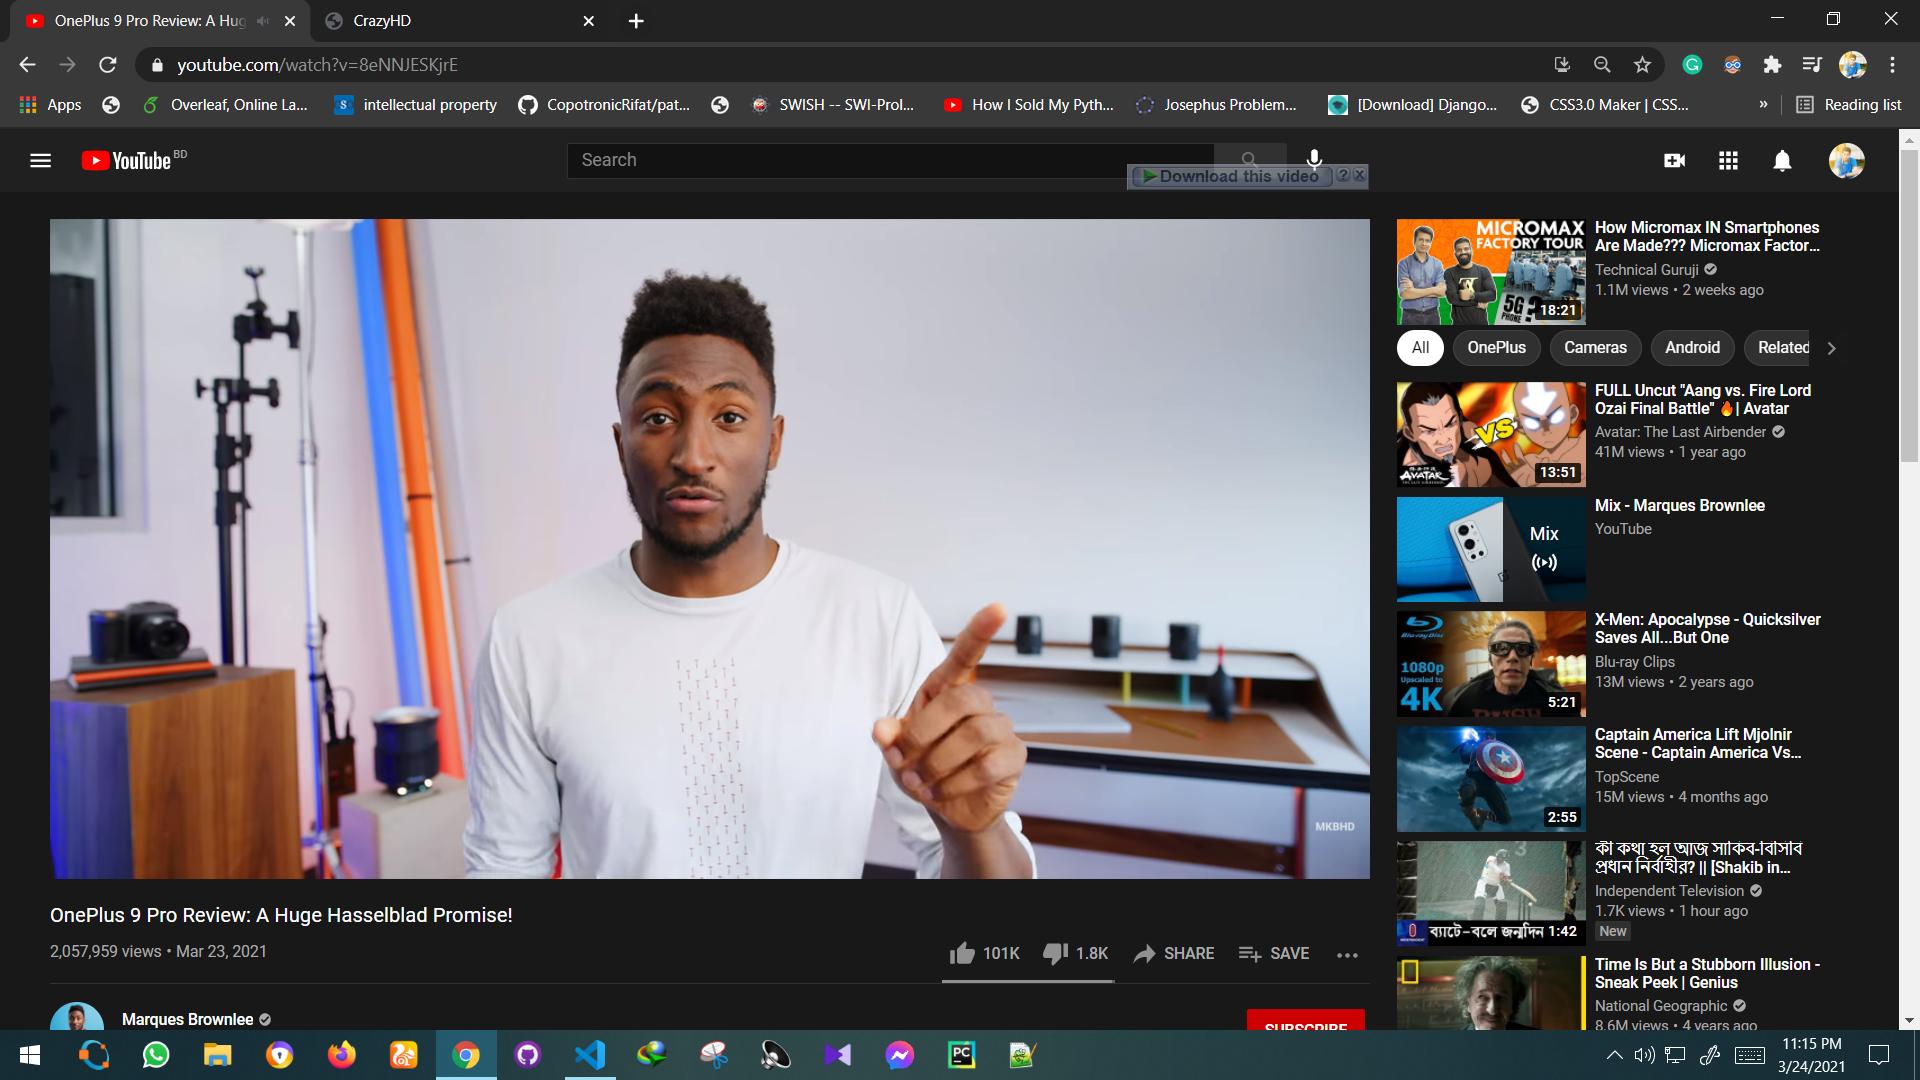 OnePlus 9 Pro Review: A Hug
CrazyHD
youtube.com/watch?v=8eNNJESKjrE
Apps
Overleaf, Online La...
intellectual property
CopotronicRifat/pat...
SWISH -- SWI-Prol...
How I Sold My Pyth...
Josephus Problem...
[Download] Django...
CSS3.0 Maker | CSS...
»
Reading list
YouTube BD
Search
Download this video
MKBHD
OnePlus 9 Pro Review: A Huge Hasselblad Promise!
2,057,959 views • Mar 23, 2021
101K
1.8K
SHARE
SAVE
Marques Brownlee
SUBSCRIBE
MICROMAX
FACTORY TOUR
5G ?
PHONE
18:21
How Micromax IN Smartphones
Are Made??? Micromax Factor...
Technical Guruji
1.1M views • 2 weeks ago
All
OnePlus
Cameras
Android
Related
VS
AVATAR
13:51
FULL Uncut "Aang vs. Fire Lord
Ozai Final Battle" 🔥| Avatar
Avatar: The Last Airbender
41M views • 1 year ago
Mix
Mix - Marques Brownlee
YouTube
Blu-ray Disc
1080p
Upscaled to
4K
5:21
X-Men: Apocalypse - Quicksilver
Saves All...But One
Blu-ray Clips
13M views • 2 years ago
2:55
Captain America Lift Mjolnir
Scene - Captain America Vs...
TopScene
15M views • 4 months ago
ব্যাটে-বলে জন্মদিন 1:42
কী কথা হল আজ সাকিব-বিসিবি
প্রধান নির্বাহীর? || [Shakib in...
Independent Television
1.7K views • 1 hour ago
New
Time Is But a Stubborn Illusion -
Sneak Peek | Genius
National Geographic
8.6M views • 4 years ago
PC
11:15 PM
3/24/2021